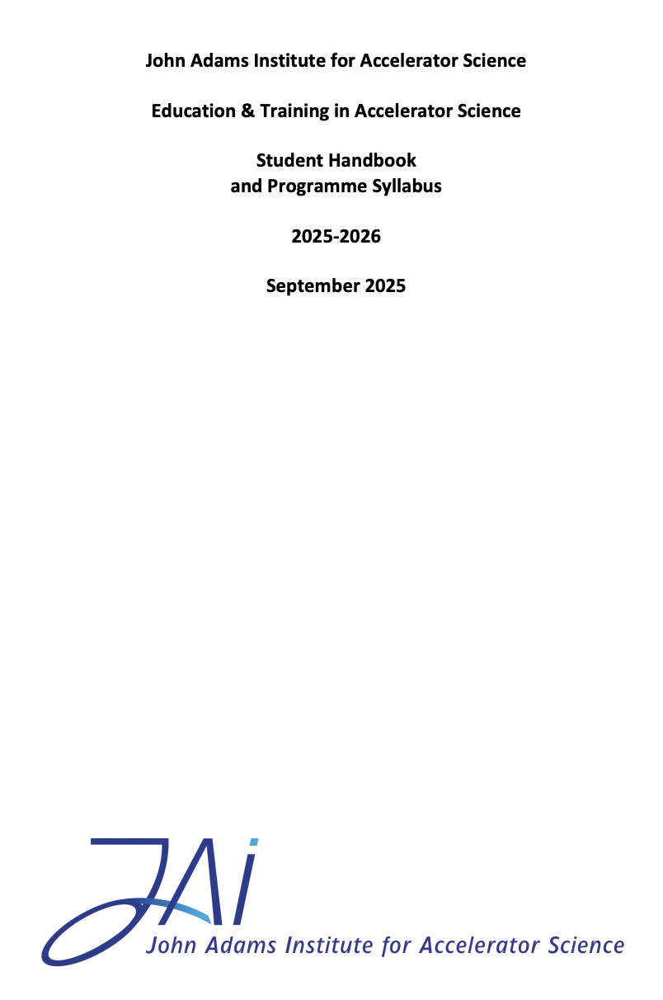 John Adams Institute for Accelerator Science
Education & Training in Accelerator Science
Student Handbook
and Programme Syllabus
2025-2026
September 2025
JAi
John Adams Institute for Accelerator Science